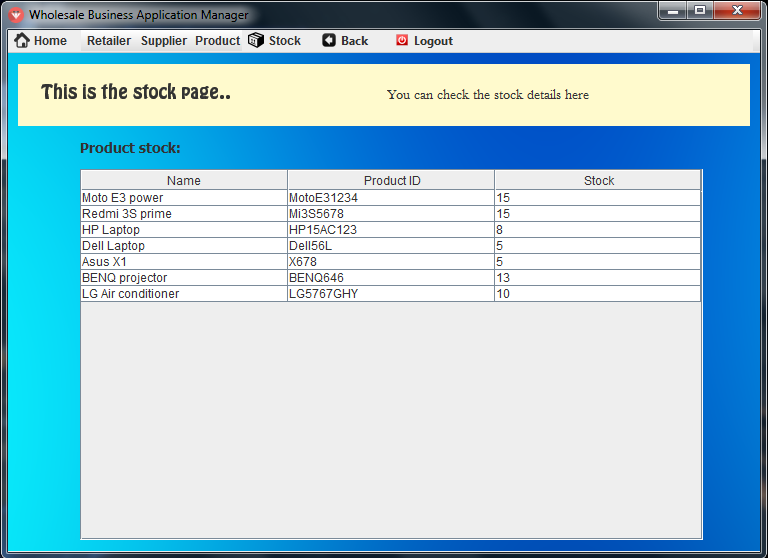 Wholesale Business Application Manager
Home Retailer Supplier Product Stock Back Logout
This is the stock page.. You can check the stock details here
Product stock:
Name Product ID Stock
Moto E3 power MotoE31234 15
Redmi 3S prime Mi3S5678 15
HP Laptop HP15AC123 8
Dell Laptop Dell56L 5
Asus X1 X678 5
BENQ projector BENQ646 13
LG Air conditioner LG5767GHY 10